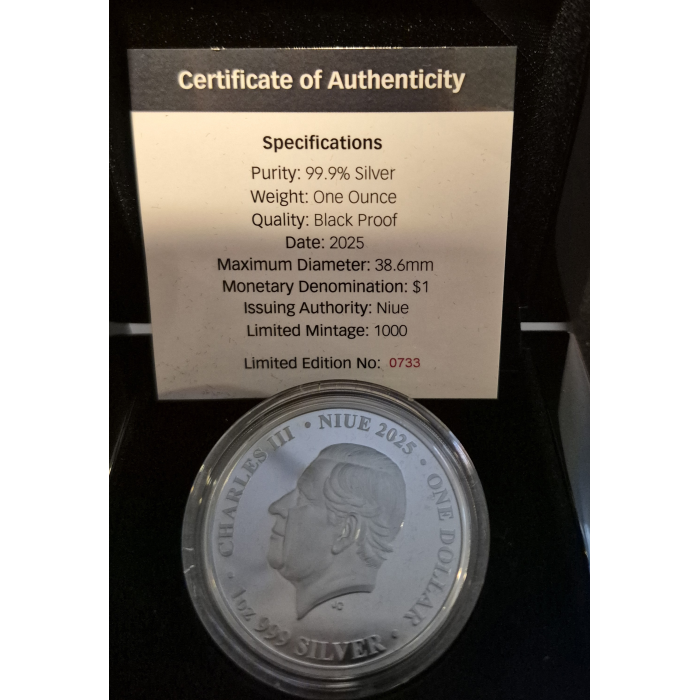 Certificate of Authenticity
Specifications
Purity: 99.9% Silver
Weight: One Ounce
Quality: Black Proof
Date: 2025
Maximum Diameter: 38.6mm
Monetary Denomination: $1
Issuing Authority: Niue
Limited Mintage: 1000
Limited Edition No: 0733
CHARLES III • NIUE 2025 • ONE DOLLAR • 1oz 999 SILVER •